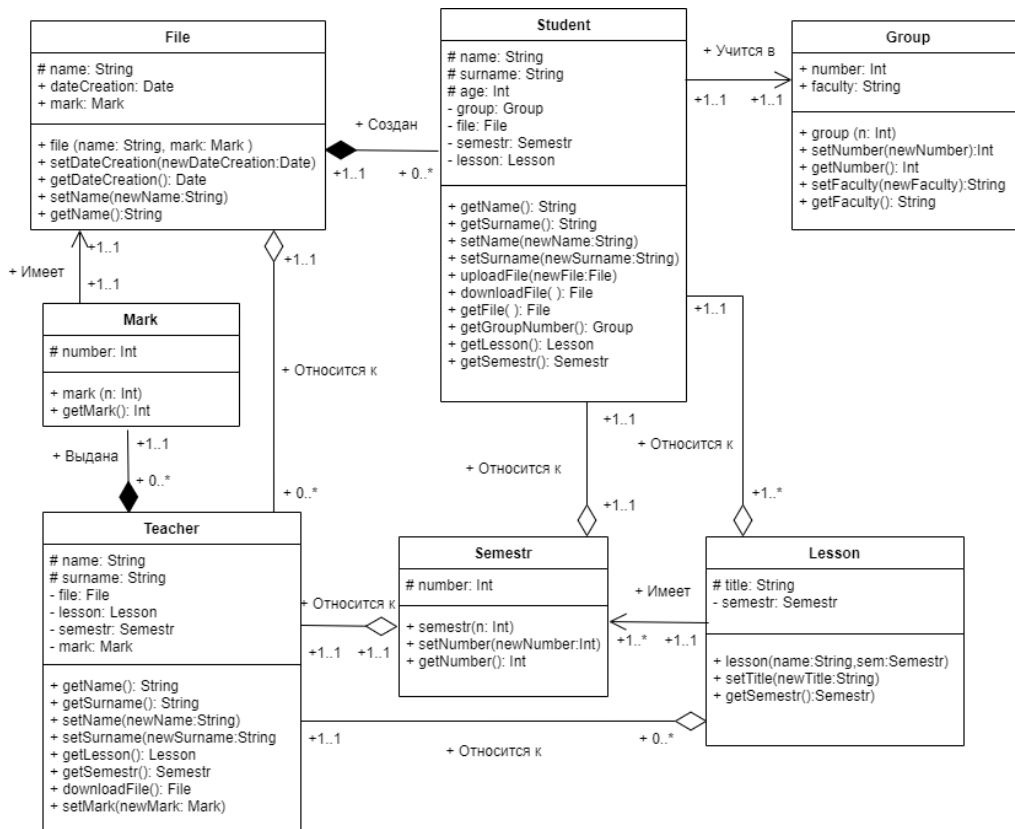 File
# name: String
+ dateCreation: Date
+ mark: Mark
+ file (name: String, mark: Mark )
+ setDateCreation(newDateCreation:Date)
+ getDateCreation(): Date
+ setName(newName:String)
+ getName():String
+ Создан
+1..1
+ 0..*
Student
# name: String
# surname: String
# age: Int
- group: Group
- file: File
- semestr: Semestr
- lesson: Lesson
+ getName(): String
+ getSurname(): String
+ setName(newName:String)
+ setSurname(newSurname:String)
+ uploadFile(newFile:File)
+ downloadFile( ): File
+ getFile( ): File
+ getGroupNumber(): Group
+ getLesson(): Lesson
+ getSemestr(): Semestr
+ Учится в
+1..1
+1..1
Group
+ number: Int
+ faculty: String
+ group (n: Int)
+ setNumber(newNumber):Int
+ getNumber(): Int
+ setFaculty(newFaculty):String
+ getFaculty(): String
+1..1
+ Имеет
+1..1
+1..1
+ Относится к
+ 0..*
Mark
# number: Int
+ mark (n: Int)
+ getMark(): Int
+1..1
+ Выдана
+ 0..*
+1..1
+ Относится к
+1..1
+1..1
+ Относится к
+1..*
Teacher
# name: String
# surname: String
- file: File
- lesson: Lesson
- semestr: Semestr
- mark: Mark
+ getName(): String
+ getSurname(): String
+ setName(newName:String)
+ setSurname(newSurname:String
+ getLesson(): Lesson
+ getSemestr(): Semestr
+ downloadFile(): File
+ setMark(newMark: Mark)
+ Относится к
+1..1
+1..1
Semestr
# number: Int
+ semestr(n: Int)
+ setNumber(newNumber:Int)
+ getNumber(): Int
+ Имеет
+1..*
+1..1
Lesson
# title: String
- semestr: Semestr
+ lesson(name:String,sem:Semestr)
+ setTitle(newTitle:String)
+ getSemestr():Semestr)
+1..1
+ Относится к
+ 0..*